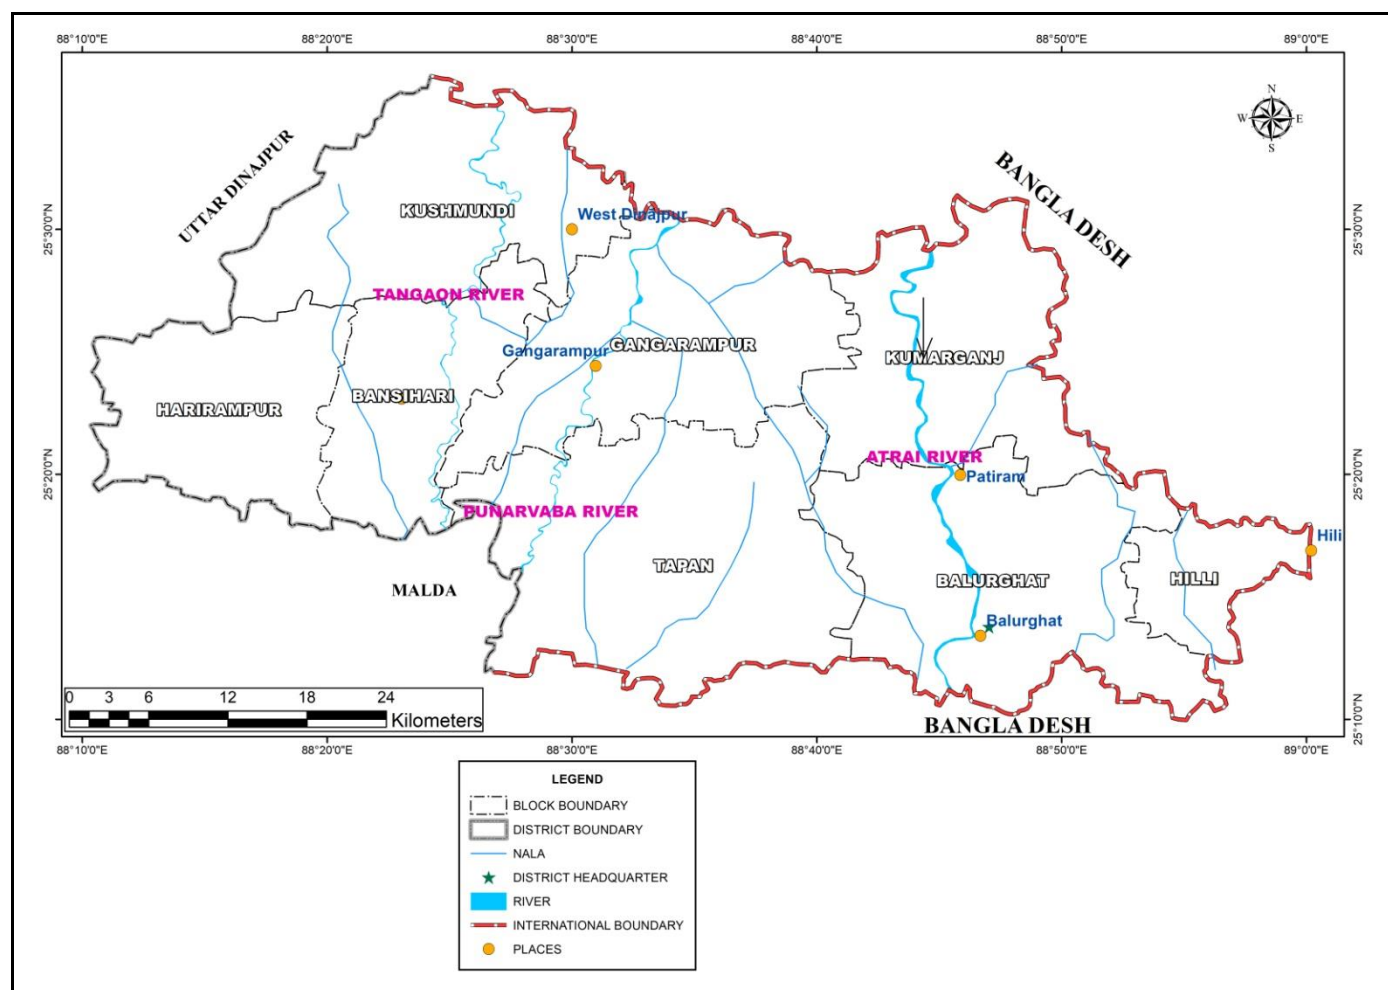 88°10'0"E
88°20'0"E
88°30'0"E
88°40'0"E
88°50'0"E
89°0'0"E
N
W
E
S
UTTAR DINAJPUR
BANGLA DESH
25°30'0"N
25°30'0"N
KUSHMUNDI
West Dinajpur
TANGAON RIVER
Gangarampur
GANGARAMPUR
KUMARGANJ
HARIRAMPUR
BANSIHARI
ATRAI RIVER
25°20'0"N
25°20'0"N
Patiram
PUNARVABA RIVER
Hili
TAPAN
BALURGHAT
HILLI
MALDA
Balurghat
0 3 6 12 18 24
Kilometers
BANGLA DESH
25°10'0"N
88°10'0"E
88°20'0"E
88°30'0"E
88°40'0"E
88°50'0"E
89°0'0"E
LEGEND
BLOCK BOUNDARY
DISTRICT BOUNDARY
NALA
DISTRICT HEADQUARTER
RIVER
INTERNATIONAL BOUNDARY
PLACES